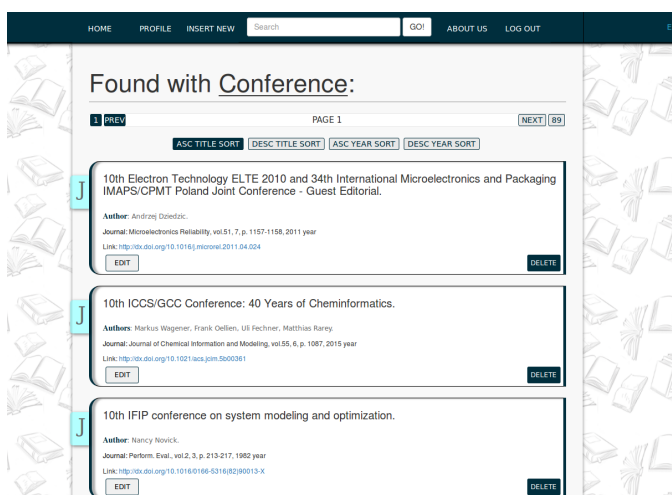 HOME PROFILE INSERT NEW Search GO! ABOUT US LOG OUT E
Found with Conference:
1 PREV PAGE 1 NEXT 89
ASC TITLE SORT DESC TITLE SORT ASC YEAR SORT DESC YEAR SORT
J
10th Electron Technology ELTE 2010 and 34th International Microelectronics and Packaging
IMAPS/CPMT Poland Joint Conference - Guest Editorial.
Author: Andrzej Dziedzic.
Journal: Microelectronics Reliability, vol.51, 7, p. 1157-1158, 2011 year
Link: http://dx.doi.org/10.1016/j.microrel.2011.04.024
EDIT DELETE
J
10th ICCS/GCC Conference: 40 Years of Cheminformatics.
Authors: Markus Wagener, Frank Oellien, Uli Fechner, Matthias Rarey.
Journal: Journal of Chemical Information and Modeling, vol.55, 6, p. 1087, 2015 year
Link: http://dx.doi.org/10.1021/acs.jcim.5b00361
EDIT DELETE
J
10th IFIP conference on system modeling and optimization.
Author: Nancy Novick.
Journal: Perform. Eval., vol.2, 3, p. 213-217, 1982 year
Link: http://dx.doi.org/10.1016/0166-5316(82)90013-X
EDIT DELETE